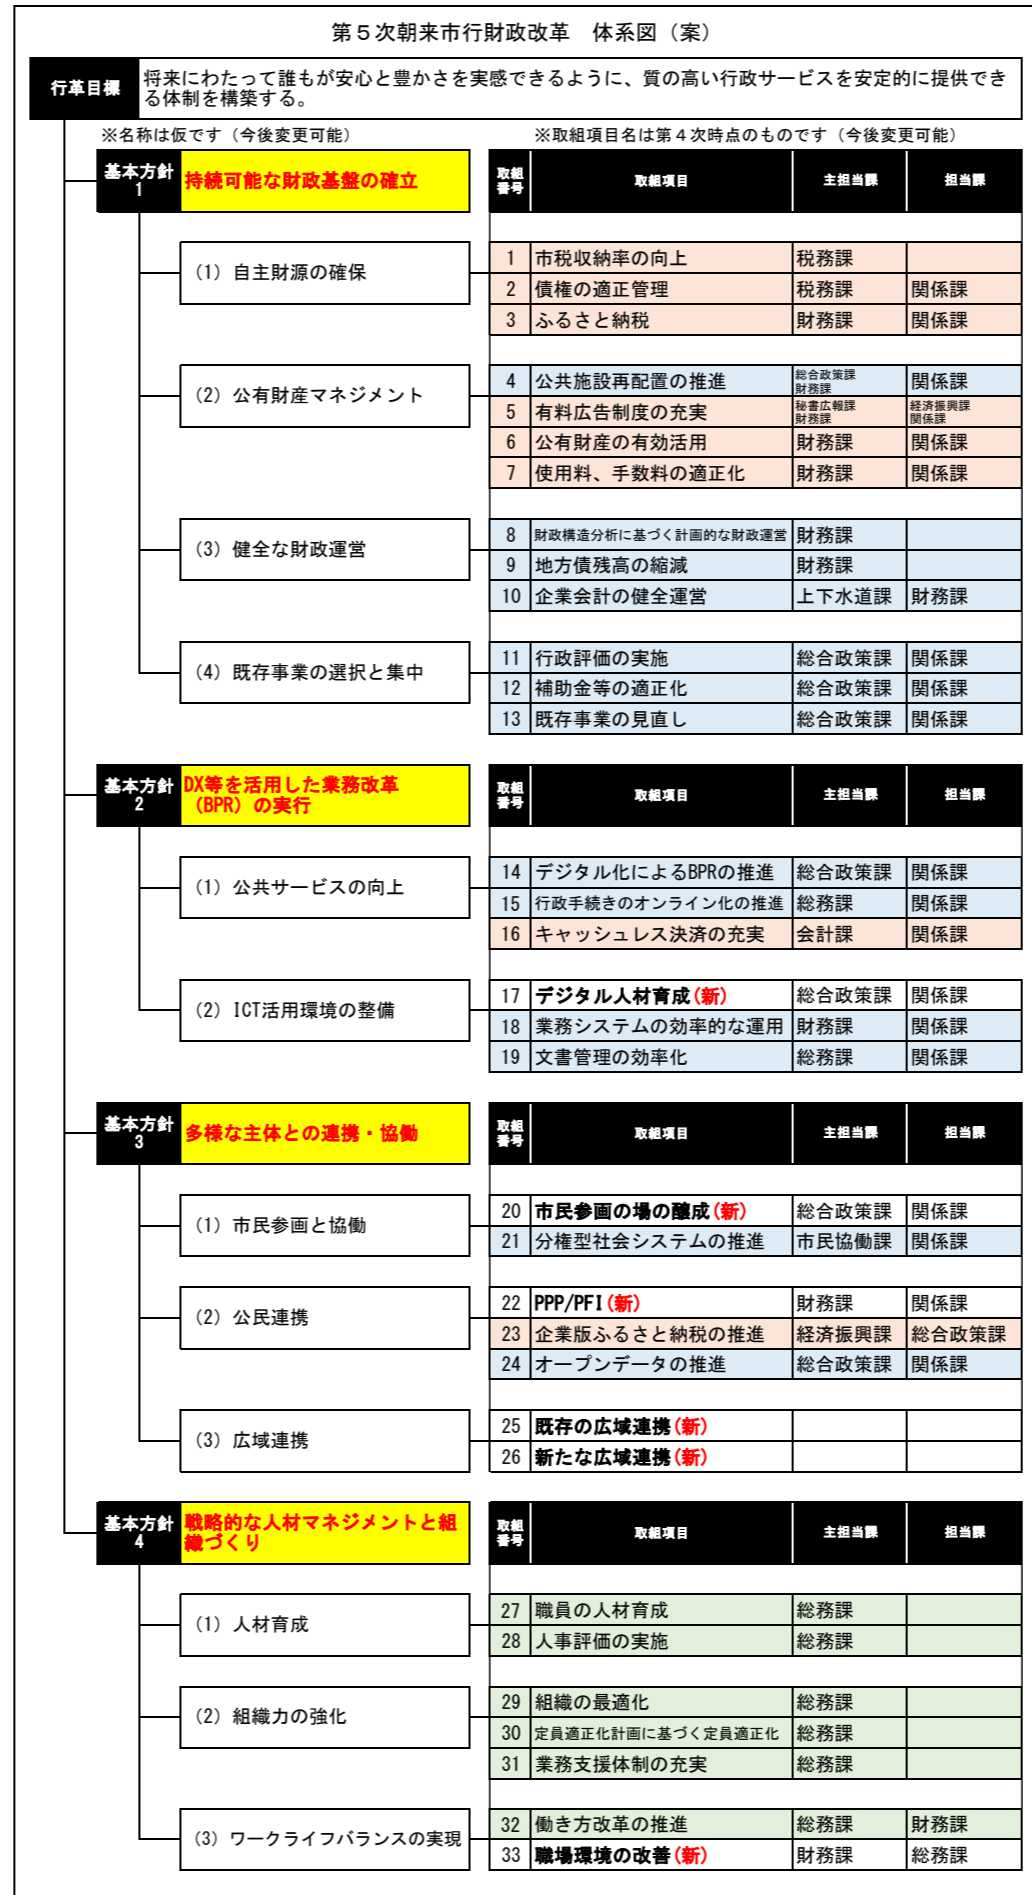 第５次朝来市行財政改革　体系図（案）
行革目標
将来にわたって誰もが安心と豊かさを実感できるように、質の高い行政サービスを安定的に提供でき
る体制を構築する。
※名称は仮です（今後変更可能）
※取組項目名は第４次時点のものです（今後変更可能）
基本方針
1
持続可能な財政基盤の確立
取組番号 取組項目 主担当課 担当課
（1）自主財源の確保
1 市税収納率の向上 税務課
2 債権の適正管理 税務課 関係課
3 ふるさと納税 財務課 関係課
（2）公有財産マネジメント
4 公共施設再配置の推進 総合政策課 財務課 関係課
5 有料広告制度の充実 秘書広報課 財務課 経済振興課 関係課
6 公有財産の有効活用 財務課 関係課
7 使用料、手数料の適正化 財務課 関係課
（3）健全な財政運営
8 財政構造分析に基づく計画的な財政運営 財務課
9 地方債残高の縮減 財務課
10 企業会計の健全運営 上下水道課 財務課
（4）既存事業の選択と集中
11 行政評価の実施 総合政策課 関係課
12 補助金等の適正化 総合政策課 関係課
13 既存事業の見直し 総合政策課 関係課
基本方針
2
DX等を活用した業務改革
（BPR）の実行
取組番号 取組項目 主担当課 担当課
（1）公共サービスの向上
14 デジタル化によるBPRの推進 総合政策課 関係課
15 行政手続きのオンライン化の推進 総務課 関係課
16 キャッシュレス決済の充実 会計課 関係課
（2）ICT活用環境の整備
17 デジタル人材育成(新) 総合政策課 関係課
18 業務システムの効率的な運用 財務課 関係課
19 文書管理の効率化 総務課 関係課
基本方針
3
多様な主体との連携・協働
取組番号 取組項目 主担当課 担当課
（1）市民参画と協働
20 市民参画の場の醸成(新) 総合政策課 関係課
21 分権型社会システムの推進 市民協働課 関係課
（2）公民連携
22 PPP/PFI(新) 財務課 関係課
23 企業版ふるさと納税の推進 経済振興課 総合政策課
24 オープンデータの推進 総合政策課 関係課
（3）広域連携
25 既存の広域連携(新)
26 新たな広域連携(新)
基本方針
4
戦略的な人材マネジメントと組
織づくり
取組番号 取組項目 主担当課 担当課
（1）人材育成
27 職員の人材育成 総務課
28 人事評価の実施 総務課
（2）組織力の強化
29 組織の最適化 総務課
30 定員適正化計画に基づく定員適正化 総務課
31 業務支援体制の充実 総務課
（3）ワークライフバランスの実現
32 働き方改革の推進 総務課 財務課
33 職場環境の改善(新) 財務課 総務課